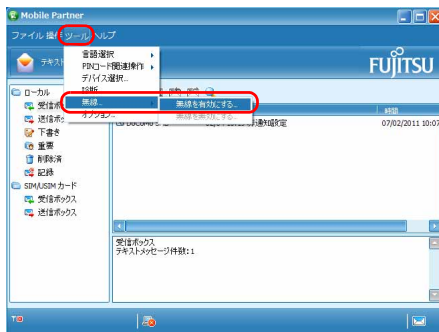 Mobile Partner
ファイル 操作 ツール ヘルプ
テキス
FUJITSU
言語選択
PINコード関連操作
デバイス選択...
診断
無線...
オプション...
無線を有効にする...
無線を無効にする...
ローカル
受信ボックス
送信ボックス
下書き
重要
削除済
記録
SIM/USIM カード
受信ボックス
送信ボックス
時間
07/02/2011 10:07
受信ボックス
テキストメッセージ件数:1